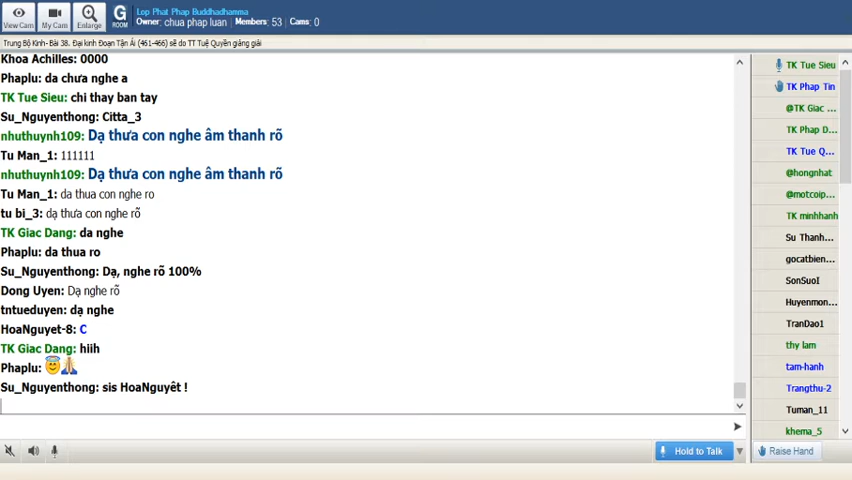 View Cam
My Cam
Enlarge
G
ROOM
Lop Phat Phap Buddhadhamma
Owner: chua phap luan Members: 53 Cams: 0
Trung Bộ Kinh- Bài 38. Đại kinh Đoạn Tận Ái (461-466) sẽ do TT Tuệ Quyền giảng giải
Khoa Achilles: 0000
Phaplu: da chưa nghe a
TK Tue Sieu: chi thay ban tay
Su_Nguyenthong: Citta_3
nhuthuynh109: Dạ thưa con nghe âm thanh rõ
Tu Man_1: 111111
nhuthuynh109: Dạ thưa con nghe âm thanh rõ
Tu Man_1: da thua con nghe ro
tu bi_3: dạ thưa con nghe rõ
TK Giac Dang: da nghe
Phaplu: da thua ro
Su_Nguyenthong: Dạ, nghe rõ 100%
Dong Uyen: Dạ nghe rõ
tntueduyen: dạ nghe
HoaNguyet-8: C
TK Giac Dang: hiih
Phaplu: 😇🙏
Su_Nguyenthong: sis HoaNguyêt !
Hold to Talk
TK Tue Sieu
TK Phap Tin
@TK Giac ...
TK Phap D...
TK Tue Q...
@hongnhat
@motcoip...
TK minhhanh
Su Thanh...
gocatbien...
SonSuoI
Huyenmon...
TranDao1
thy lam
tam-hanh
Trangthu-2
Tuman_11
khema_5
Raise Hand